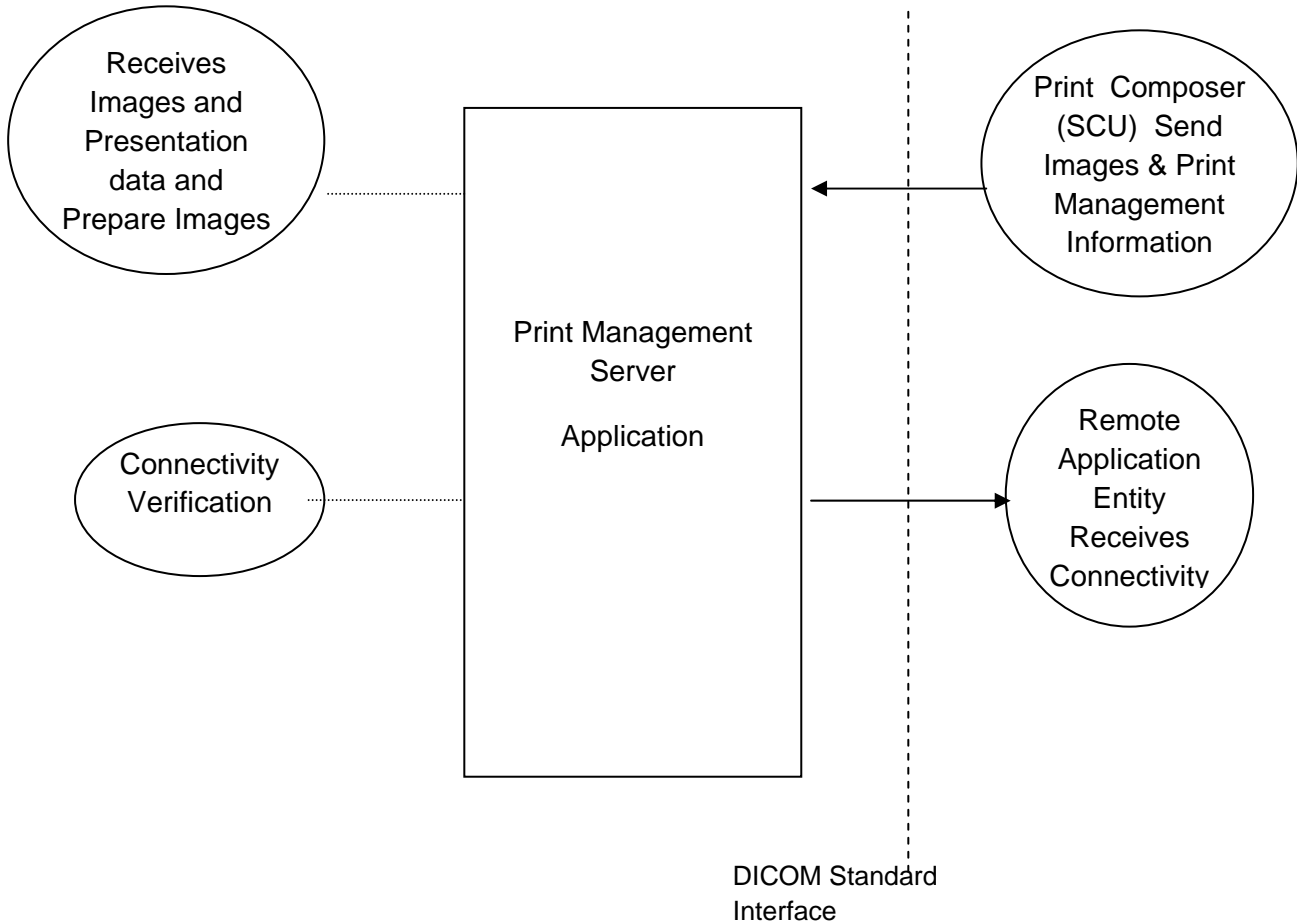 Receives
Images and
Presentation
data and
Prepare Images
Print Composer
(SCU) Send
Images & Print
Management
Information
Print Management
Server
Application
Connectivity
Verification
Remote
Application
Entity
Receives
Connectivity
DICOM Standard
Interface